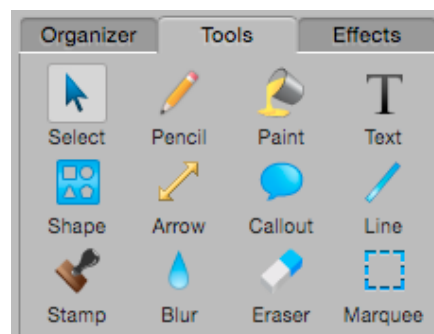 Organizer Tools Effects
Select Pencil Paint Text
Shape Arrow Callout Line
Stamp Blur Eraser Marquee